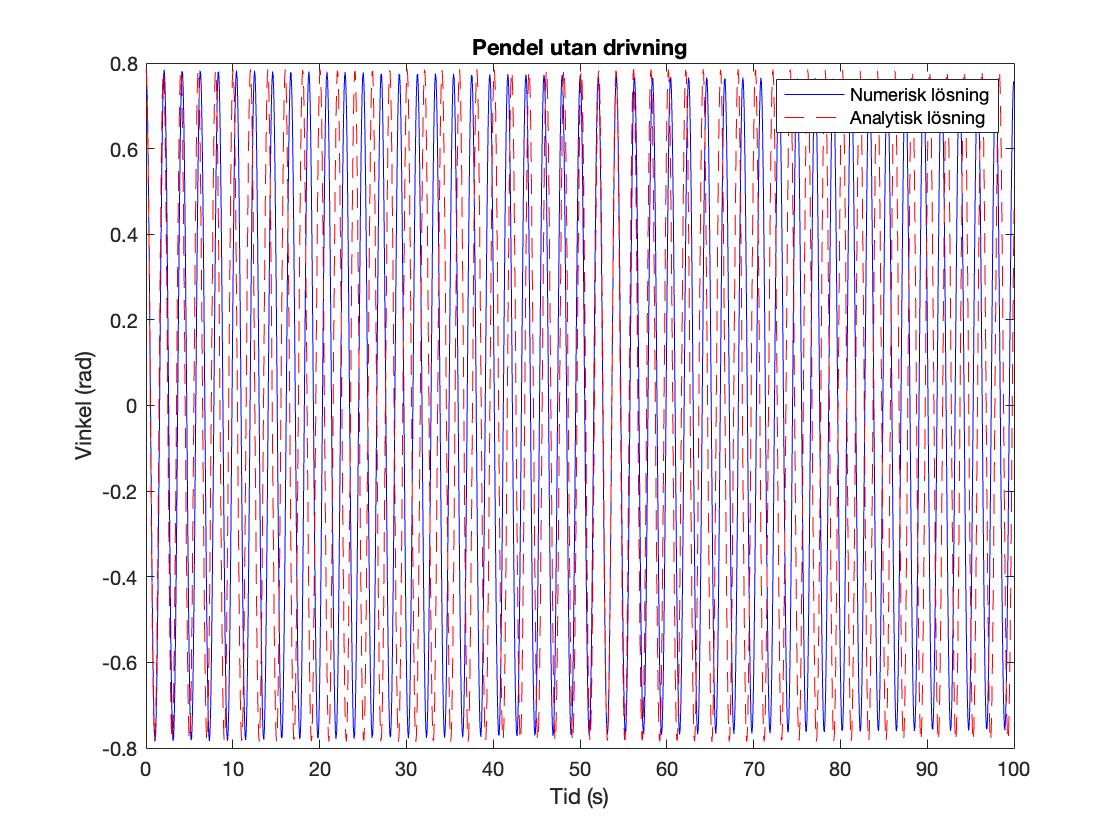 Pendel utan drivning
0.8
0.6
0.4
0.2
0
-0.2
-0.4
-0.6
-0.8
Vinkel (rad)
Numerisk lösning
Analytisk lösning
0 10 20 30 40 50 60 70 80 90 100
Tid (s)